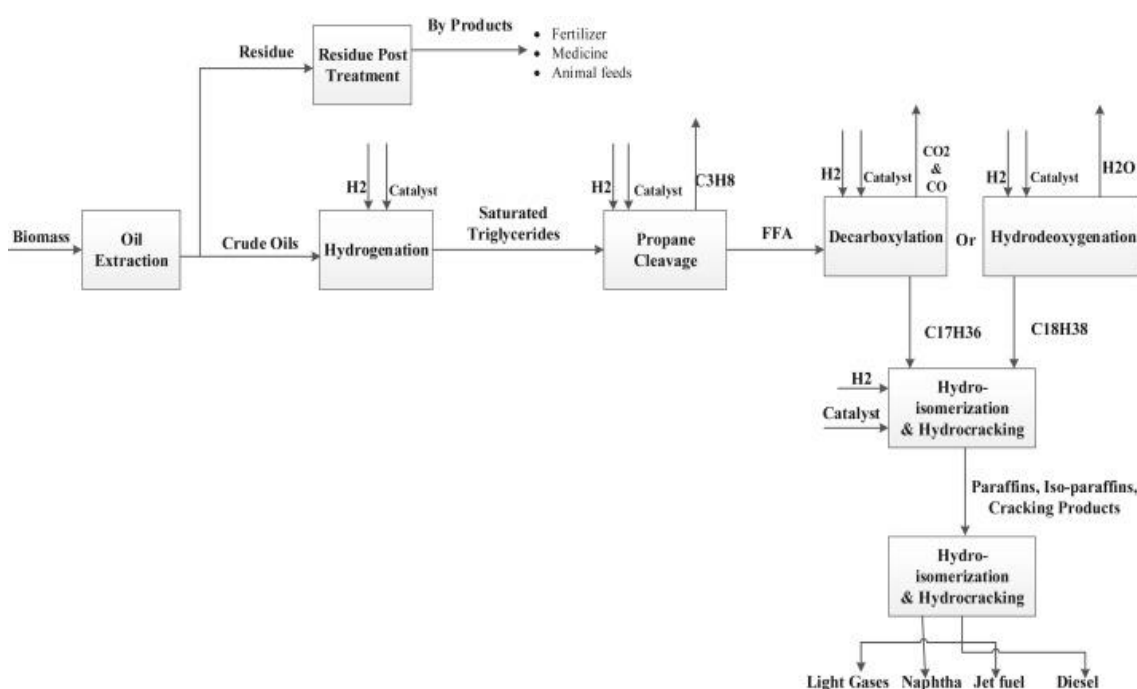 By Products
Fertilizer
Medicine
Animal feeds
Residue
Residue Post
Treatment
H2
Catalyst
H2
Catalyst
C3H8
H2
Catalyst
CO2
&
CO
H2
Catalyst
H2O
Biomass
Oil
Extraction
Crude Oils
Hydrogenation
Saturated
Triglycerides
Propane
Cleavage
FFA
Decarboxylation
Or
Hydrodeoxygenation
C17H36
C18H38
H2
Catalyst
Hydro-
isomerization
& Hydrocracking
Paraffins, Iso-paraffins,
Cracking Products
Hydro-
isomerization
& Hydrocracking
Light Gases
Naphtha
Jet fuel
Diesel